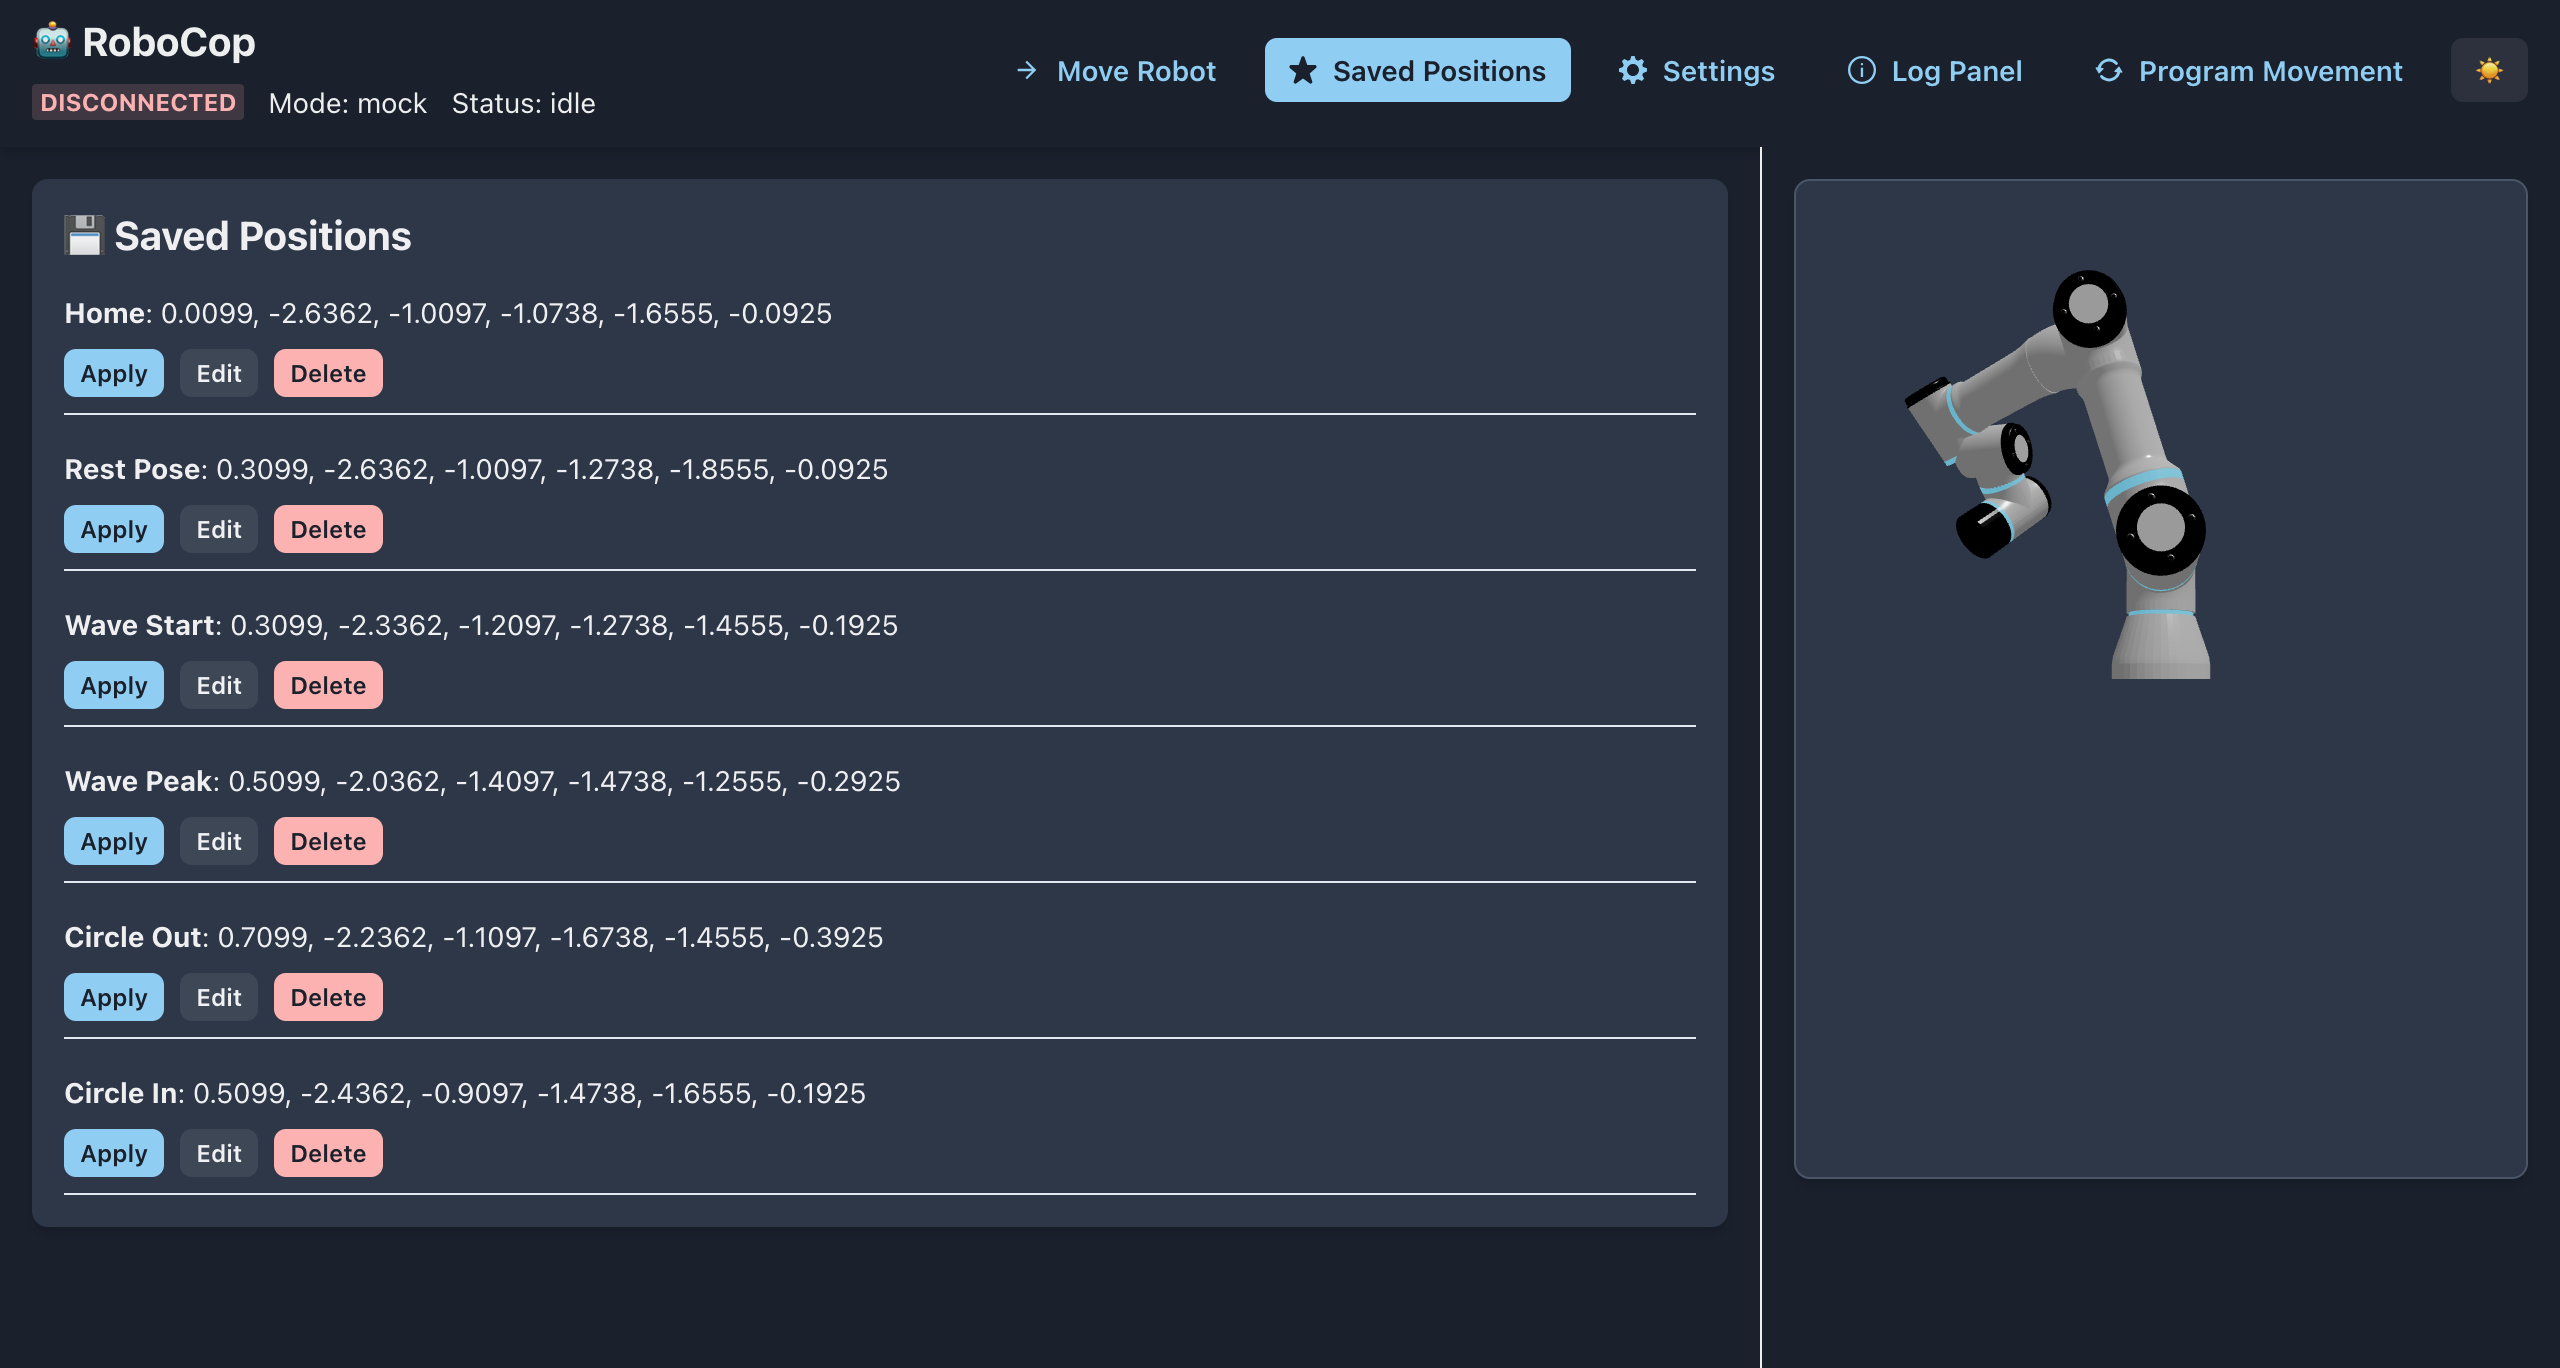 RoboCop
DISCONNECTED Mode: mock Status: idle
Move Robot Saved Positions Settings Log Panel Program Movement
Saved Positions
Home: 0.0099, -2.6362, -1.0097, -1.0738, -1.6555, -0.0925
Apply Edit Delete
Rest Pose: 0.3099, -2.6362, -1.0097, -1.2738, -1.8555, -0.0925
Apply Edit Delete
Wave Start: 0.3099, -2.3362, -1.2097, -1.2738, -1.4555, -0.1925
Apply Edit Delete
Wave Peak: 0.5099, -2.0362, -1.4097, -1.4738, -1.2555, -0.2925
Apply Edit Delete
Circle Out: 0.7099, -2.2362, -1.1097, -1.6738, -1.4555, -0.3925
Apply Edit Delete
Circle In: 0.5099, -2.4362, -0.9097, -1.4738, -1.6555, -0.1925
Apply Edit Delete